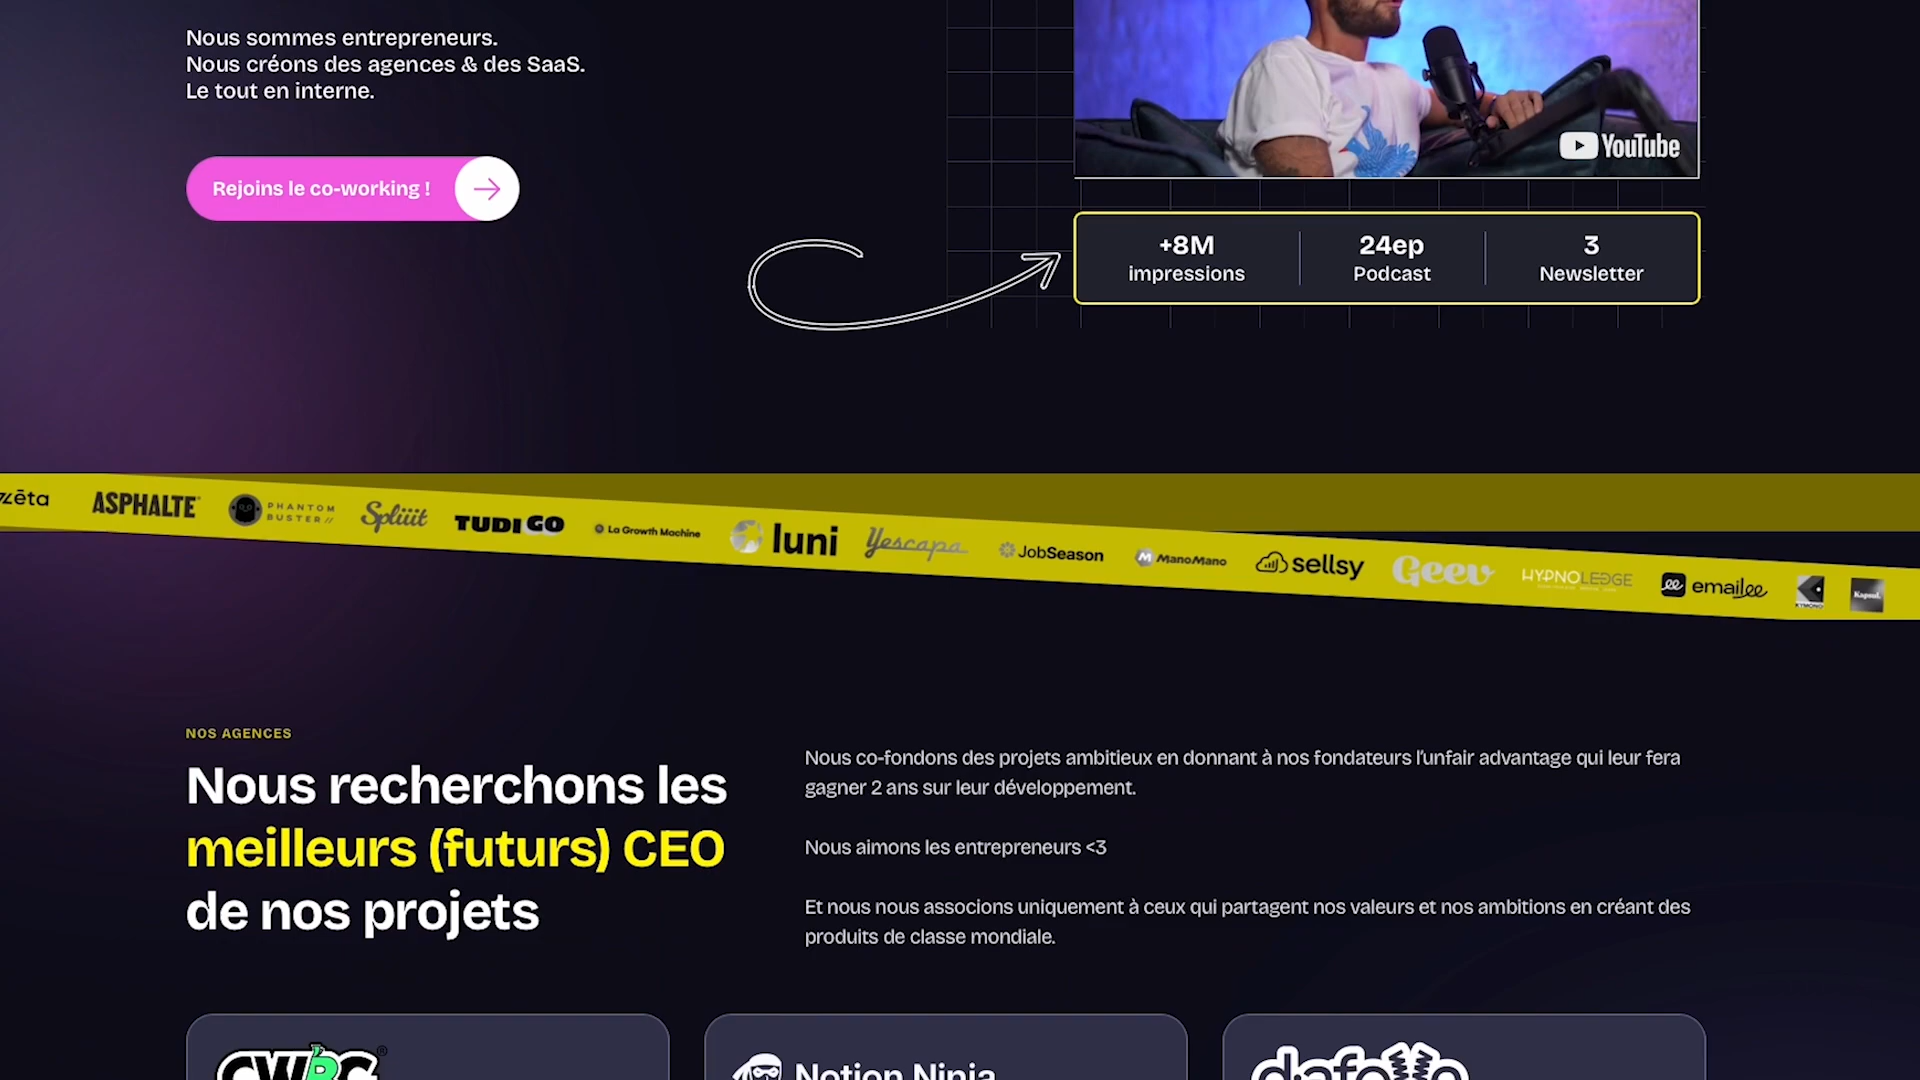 Nous sommes entrepreneurs.
Nous créons des agences & des SaaS.
Le tout en interne.
Rejoins le co-working !
YouTube
+8M
impressions
24ep
Podcast
3
Newsletter
zēta
ASPHALTE
PHANTOM
BUSTER //
Spliiit
TUDIGO
La Growth Machine
luni
Yescapa
JobSeason
ManoMano
sellsy
Geev
HYPNOLEDGE
ee emailee
KYMONO
Kapsul.
NOS AGENCES
Nous recherchons les
meilleurs (futurs) CEO
de nos projets
Nous co-fondons des projets ambitieux en donnant à nos fondateurs l’unfair advantage qui leur fera
gagner 2 ans sur leur développement.
Nous aimons les entrepreneurs <3
Et nous nous associons uniquement à ceux qui partagent nos valeurs et nos ambitions en créant des
produits de classe mondiale.
Notion Ninja